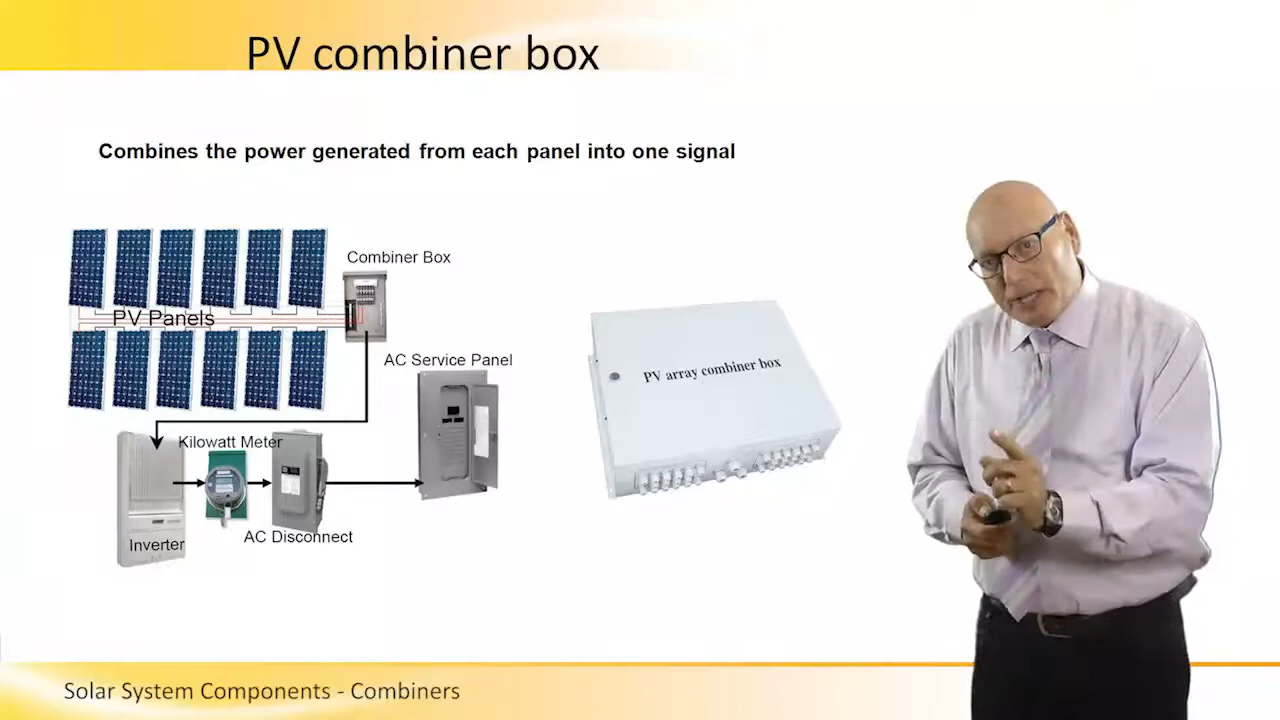 PV combiner box
Combines the power generated from each panel into one signal
Combiner Box
PV Panels
AC Service Panel
PV array combiner box
Kilowatt Meter
AC Disconnect
Inverter
Solar System Components - Combiners